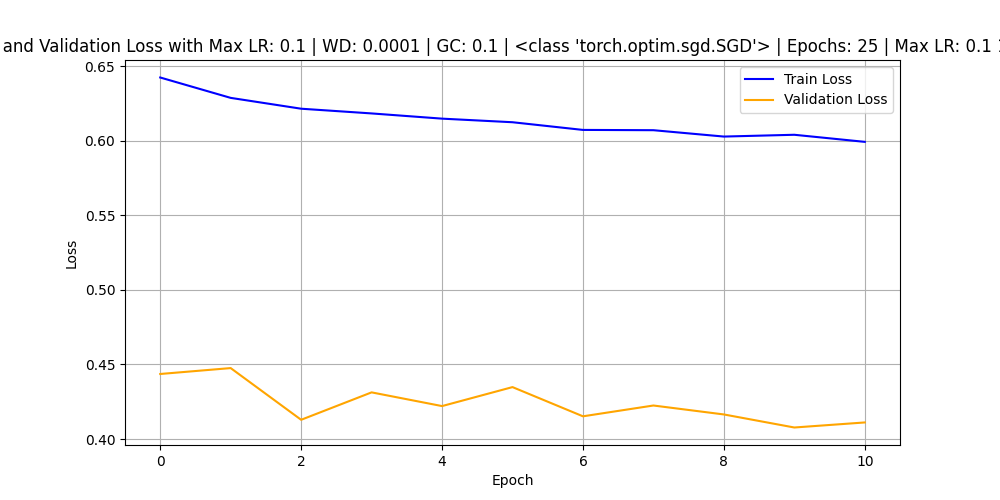 and Validation Loss with Max LR: 0.1 | WD: 0.0001 | GC: 0.1 | <class 'torch.optim.sgd.SGD'> | Epochs: 25 | Max LR: 0.1
Train Loss
Validation Loss
0.65
0.60
0.55
0.50
0.45
0.40
Loss
0 2 4 6 8 10
Epoch